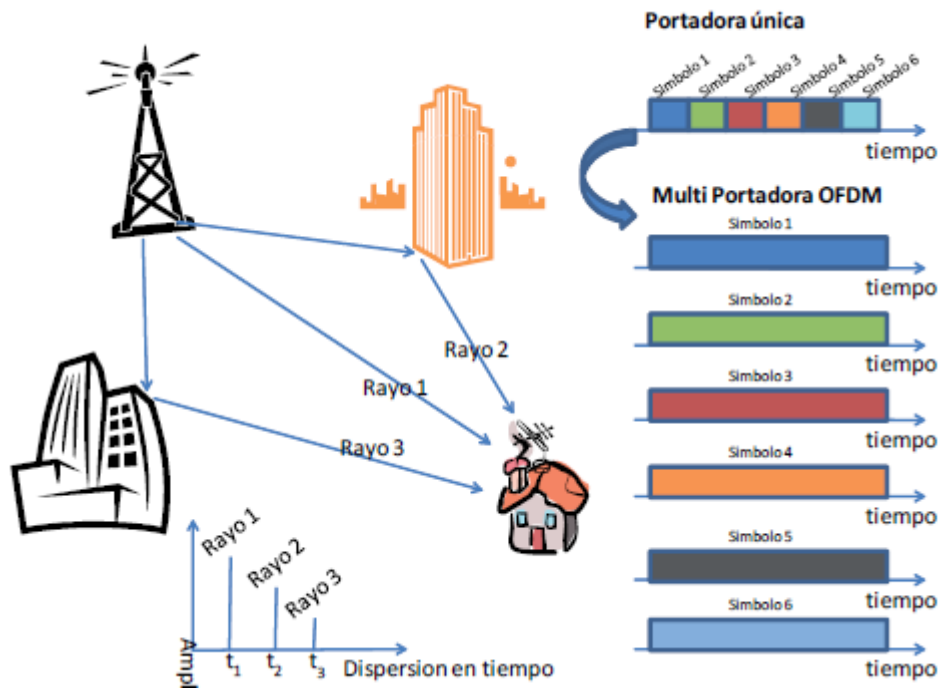 Portadora única
Simbolo 1
Simbolo 2
Simbolo 3
Simbolo 4
Simbolo 5
Simbolo 6
tiempo
Multi Portadora OFDM
Simbolo 1
tiempo
Simbolo 2
tiempo
Simbolo 3
tiempo
Simbolo 4
tiempo
Simbolo 5
tiempo
Simbolo 6
tiempo
Rayo 2
Rayo 1
Rayo 3
Rayo 1
Rayo 2
Rayo 3
Ampl
t1 t2 t3 Dispersion en tiempo